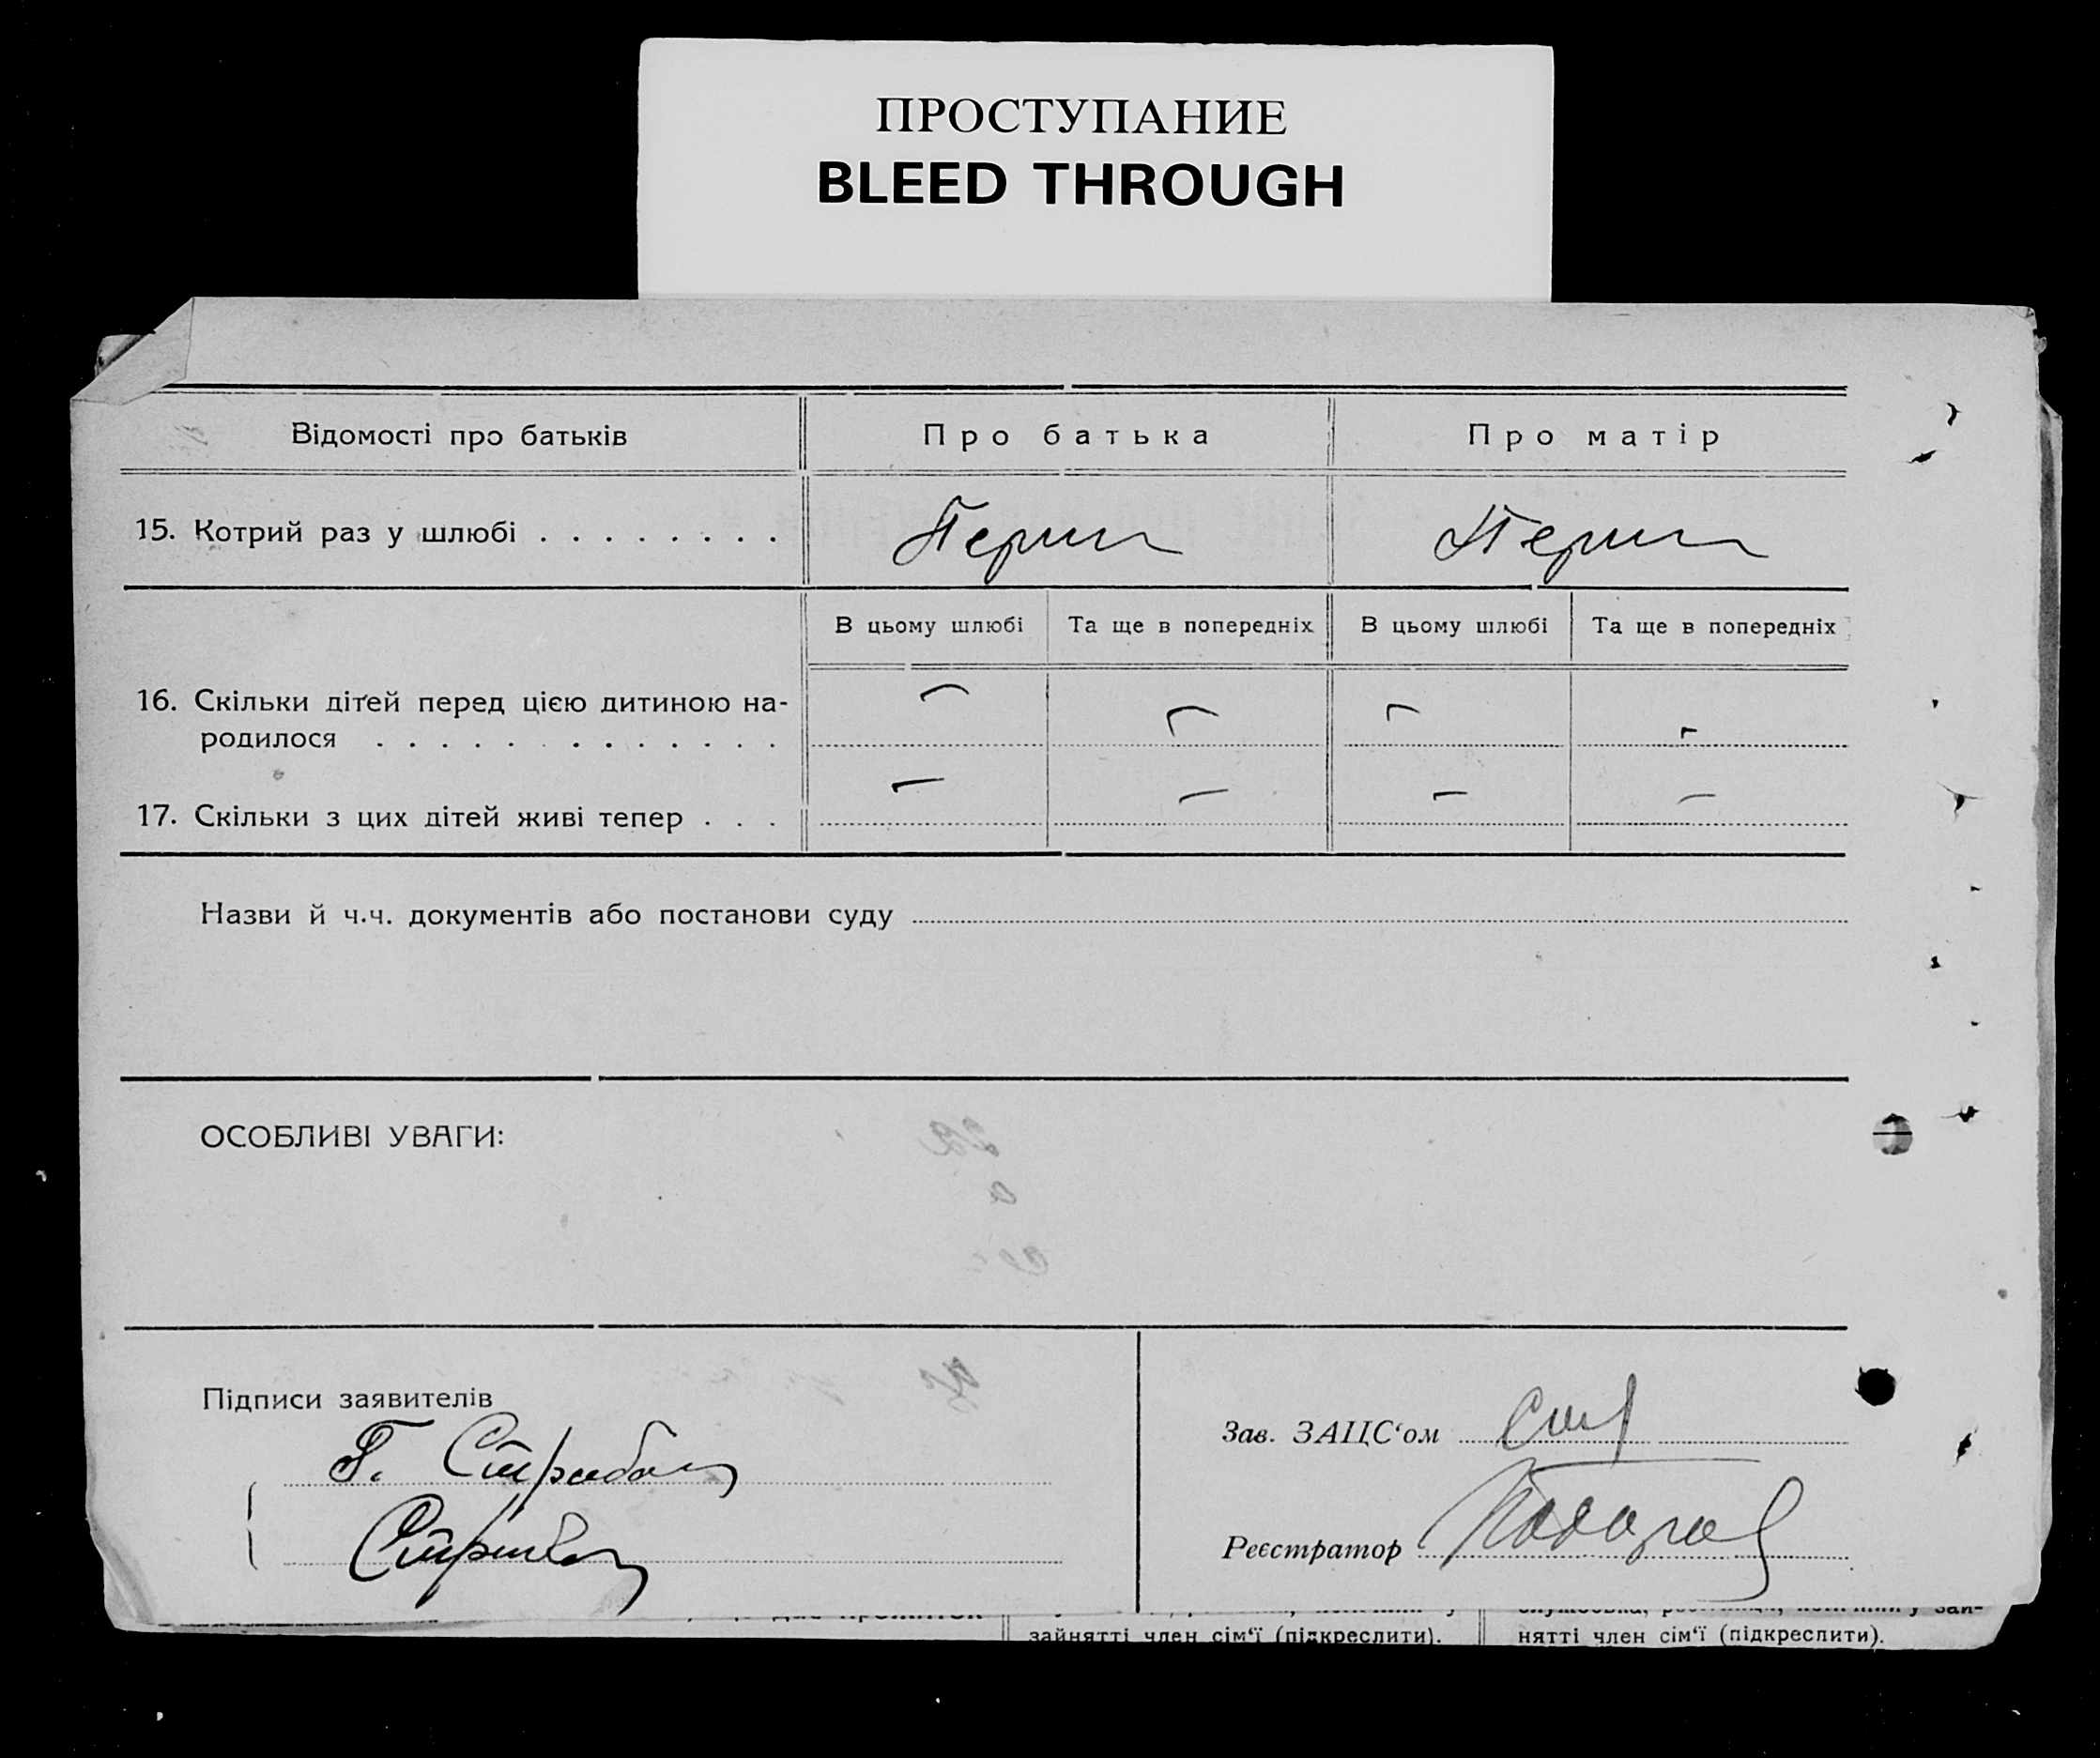 ПРОСТУПАНИЕ
BLEED THROUGH
Відомості про батьків
Про батька
Про матір
15. Котрий раз у шлюбі . . . . . . . .
Перш
Перш
В цьому шлюбі
Та ще в попередніх
В цьому шлюбі
Та ще в попередніх
16. Скільки дітей перед цією дитиною на-
родилося . . . . . . . . . . . . .
17. Скільки з цих дітей живі тепер . . .
Назви й ч.ч. документів або постанови суду
ОСОБЛИВІ УВАГИ:
Підписи заявителів
Зав. ЗАЦС‘ом
Реєстратор
зайнятті член сім‘ї (підкреслити).
нятті член сім‘ї (підкреслити).